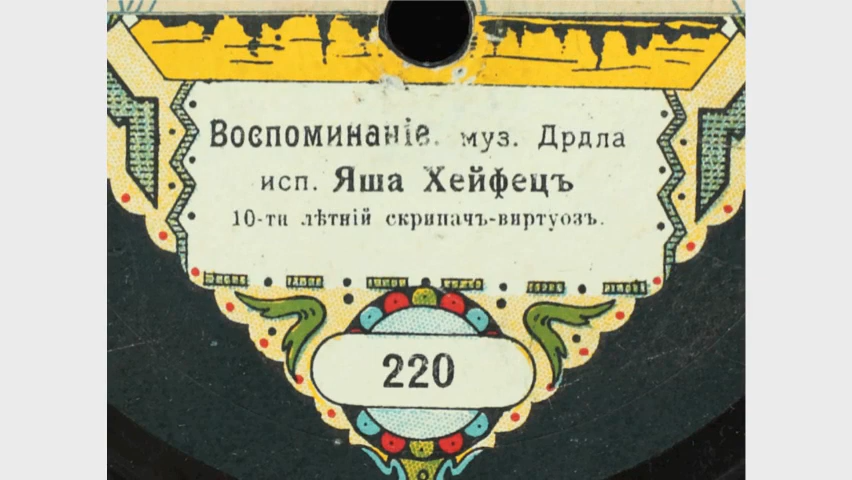 Воспоминаніе. муз. Дрдла
исп. Яша Хейфецъ
10-ти лѣтній скрипачъ-виртуозъ.
220